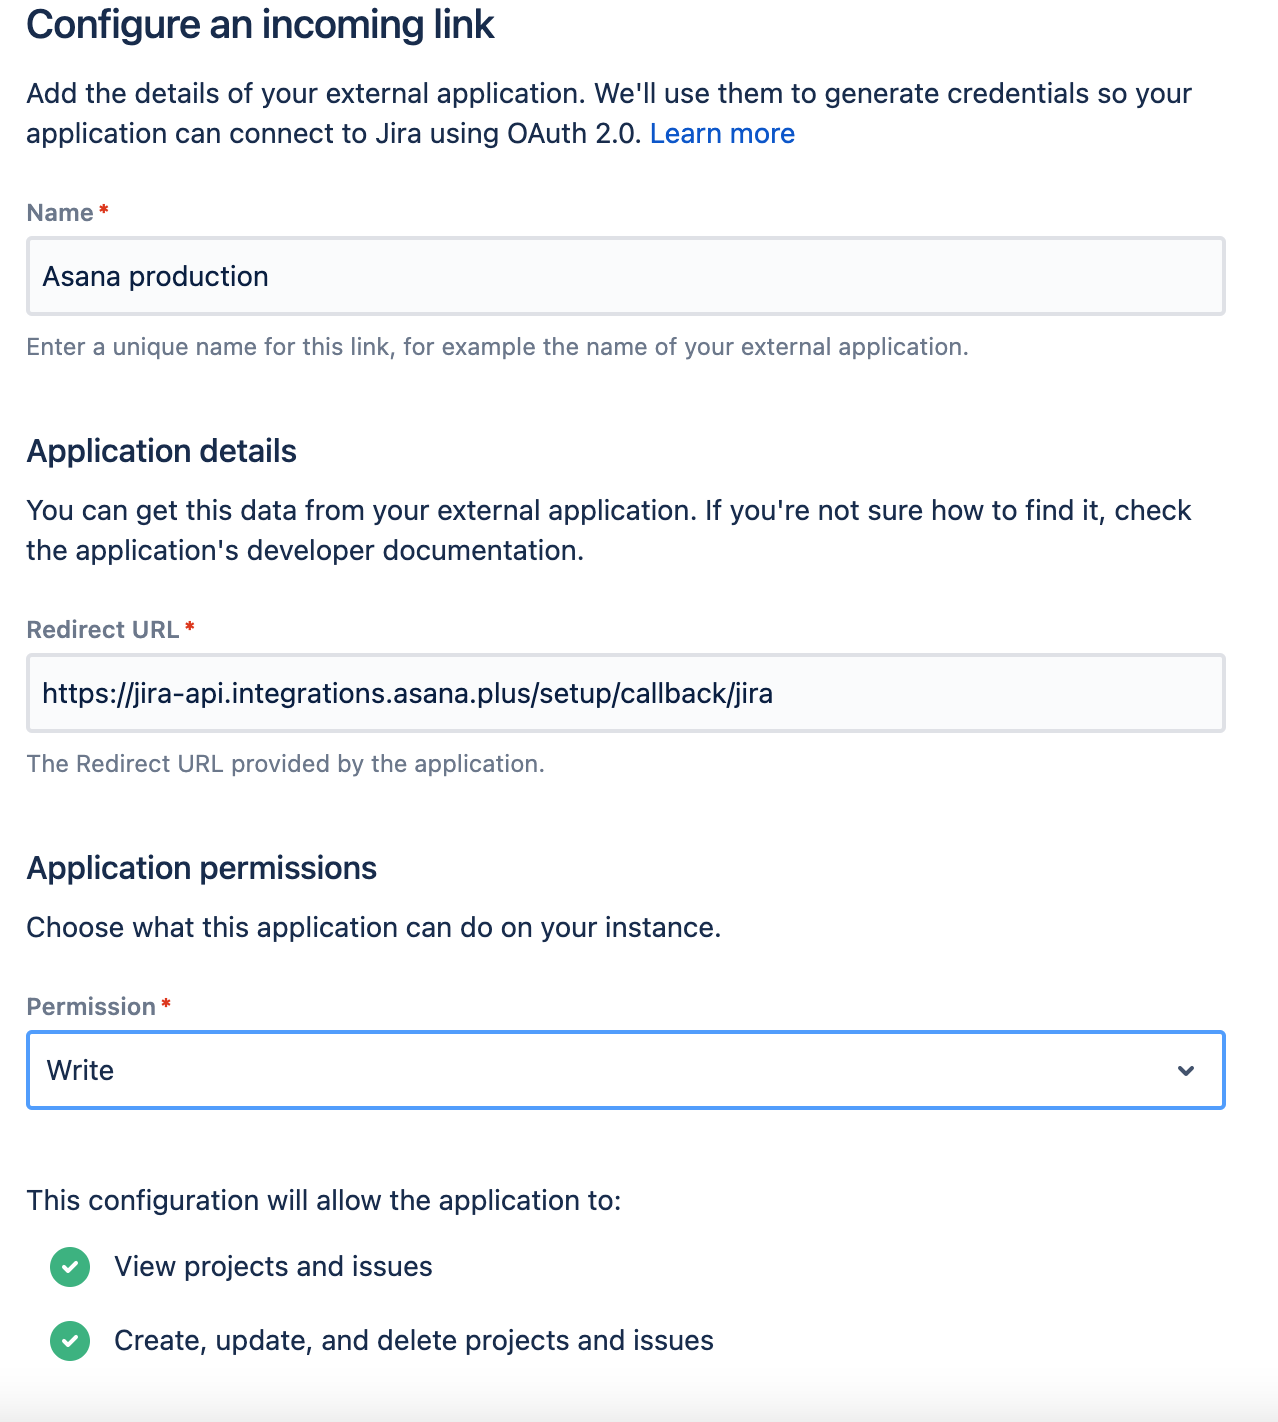 Configure an incoming link
Add the details of your external application. We'll use them to generate credentials so your
application can connect to Jira using OAuth 2.0. Learn more
Name *
Asana production
Enter a unique name for this link, for example the name of your external application.
Application details
You can get this data from your external application. If you're not sure how to find it, check
the application's developer documentation.
Redirect URL *
https://jira-api.integrations.asana.plus/setup/callback/jira
The Redirect URL provided by the application.
Application permissions
Choose what this application can do on your instance.
Permission *
Write
This configuration will allow the application to:
View projects and issues
Create, update, and delete projects and issues